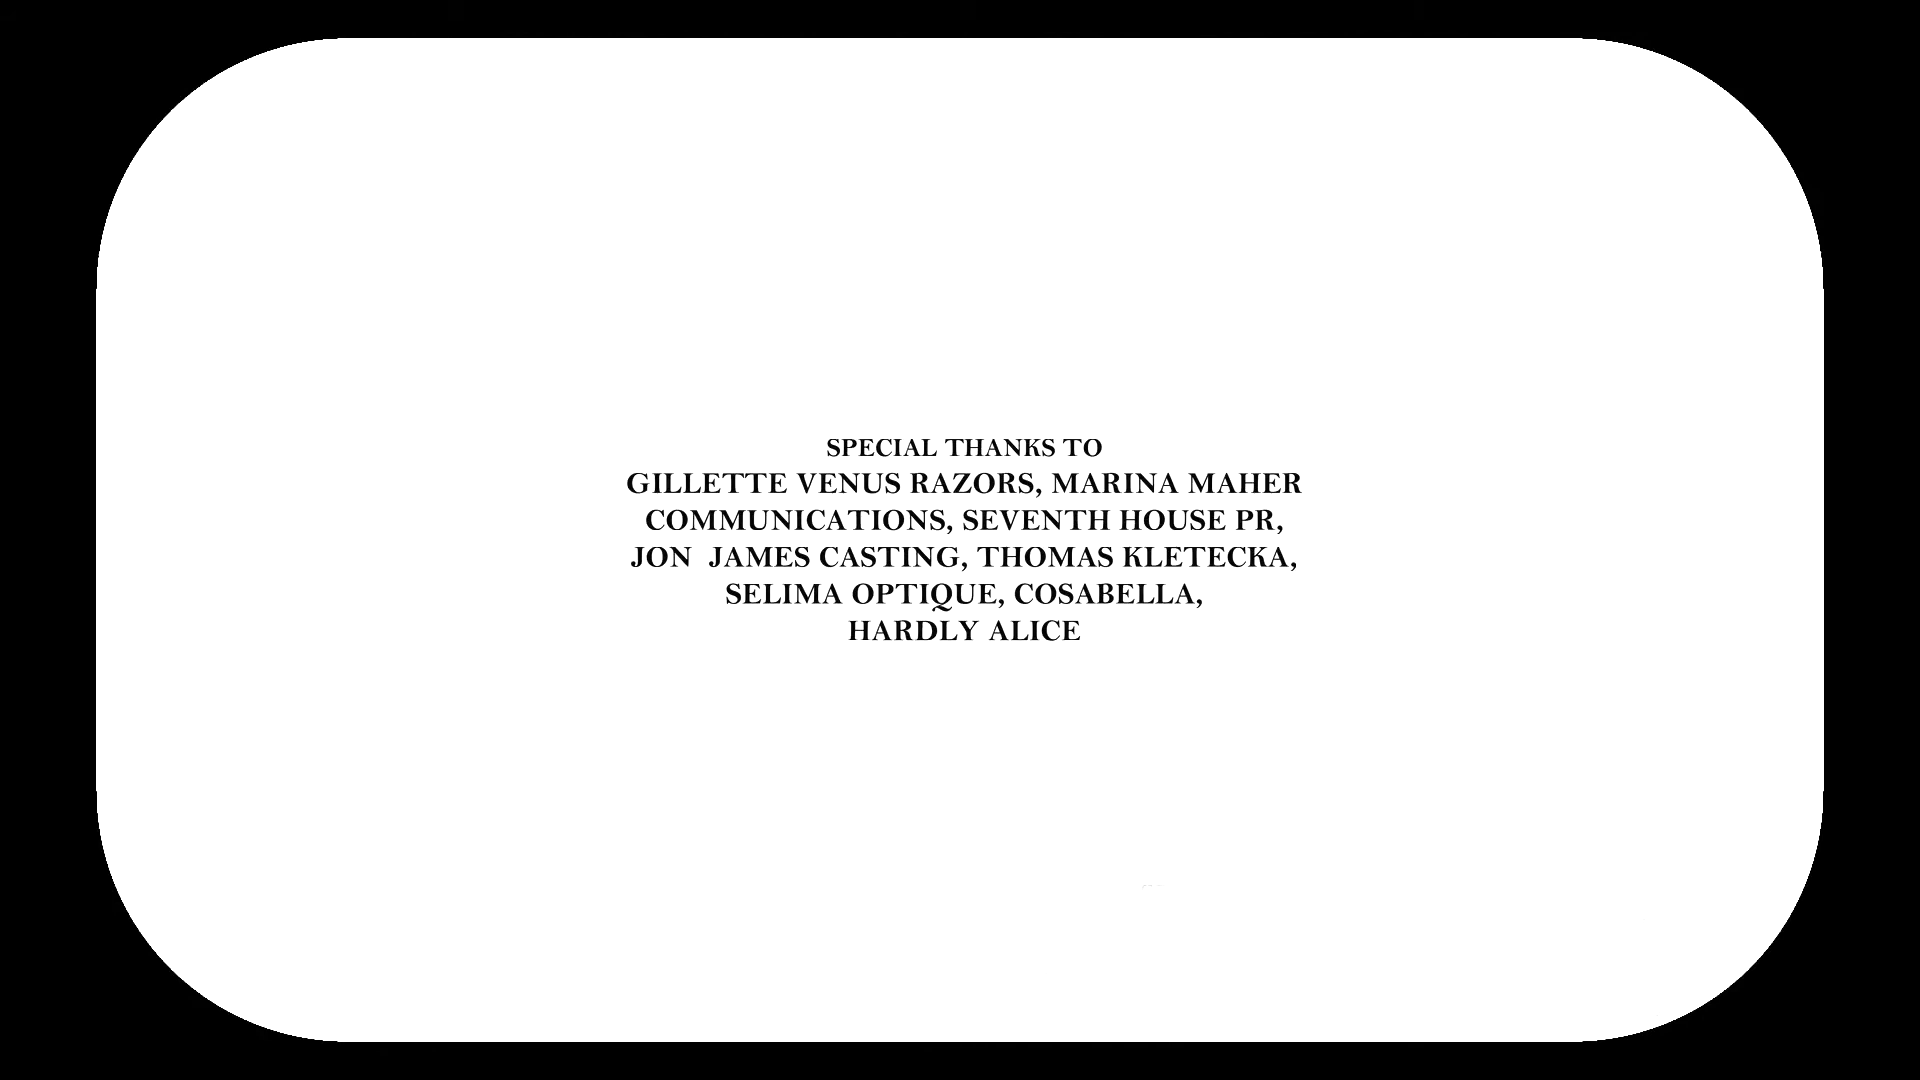 SPECIAL THANKS TO
GILLETTE VENUS RAZORS, MARINA MAHER
COMMUNICATIONS, SEVENTH HOUSE PR,
JON  JAMES CASTING, THOMAS KLETECKA,
SELIMA OPTIQUE, COSABELLA,
HARDLY ALICE